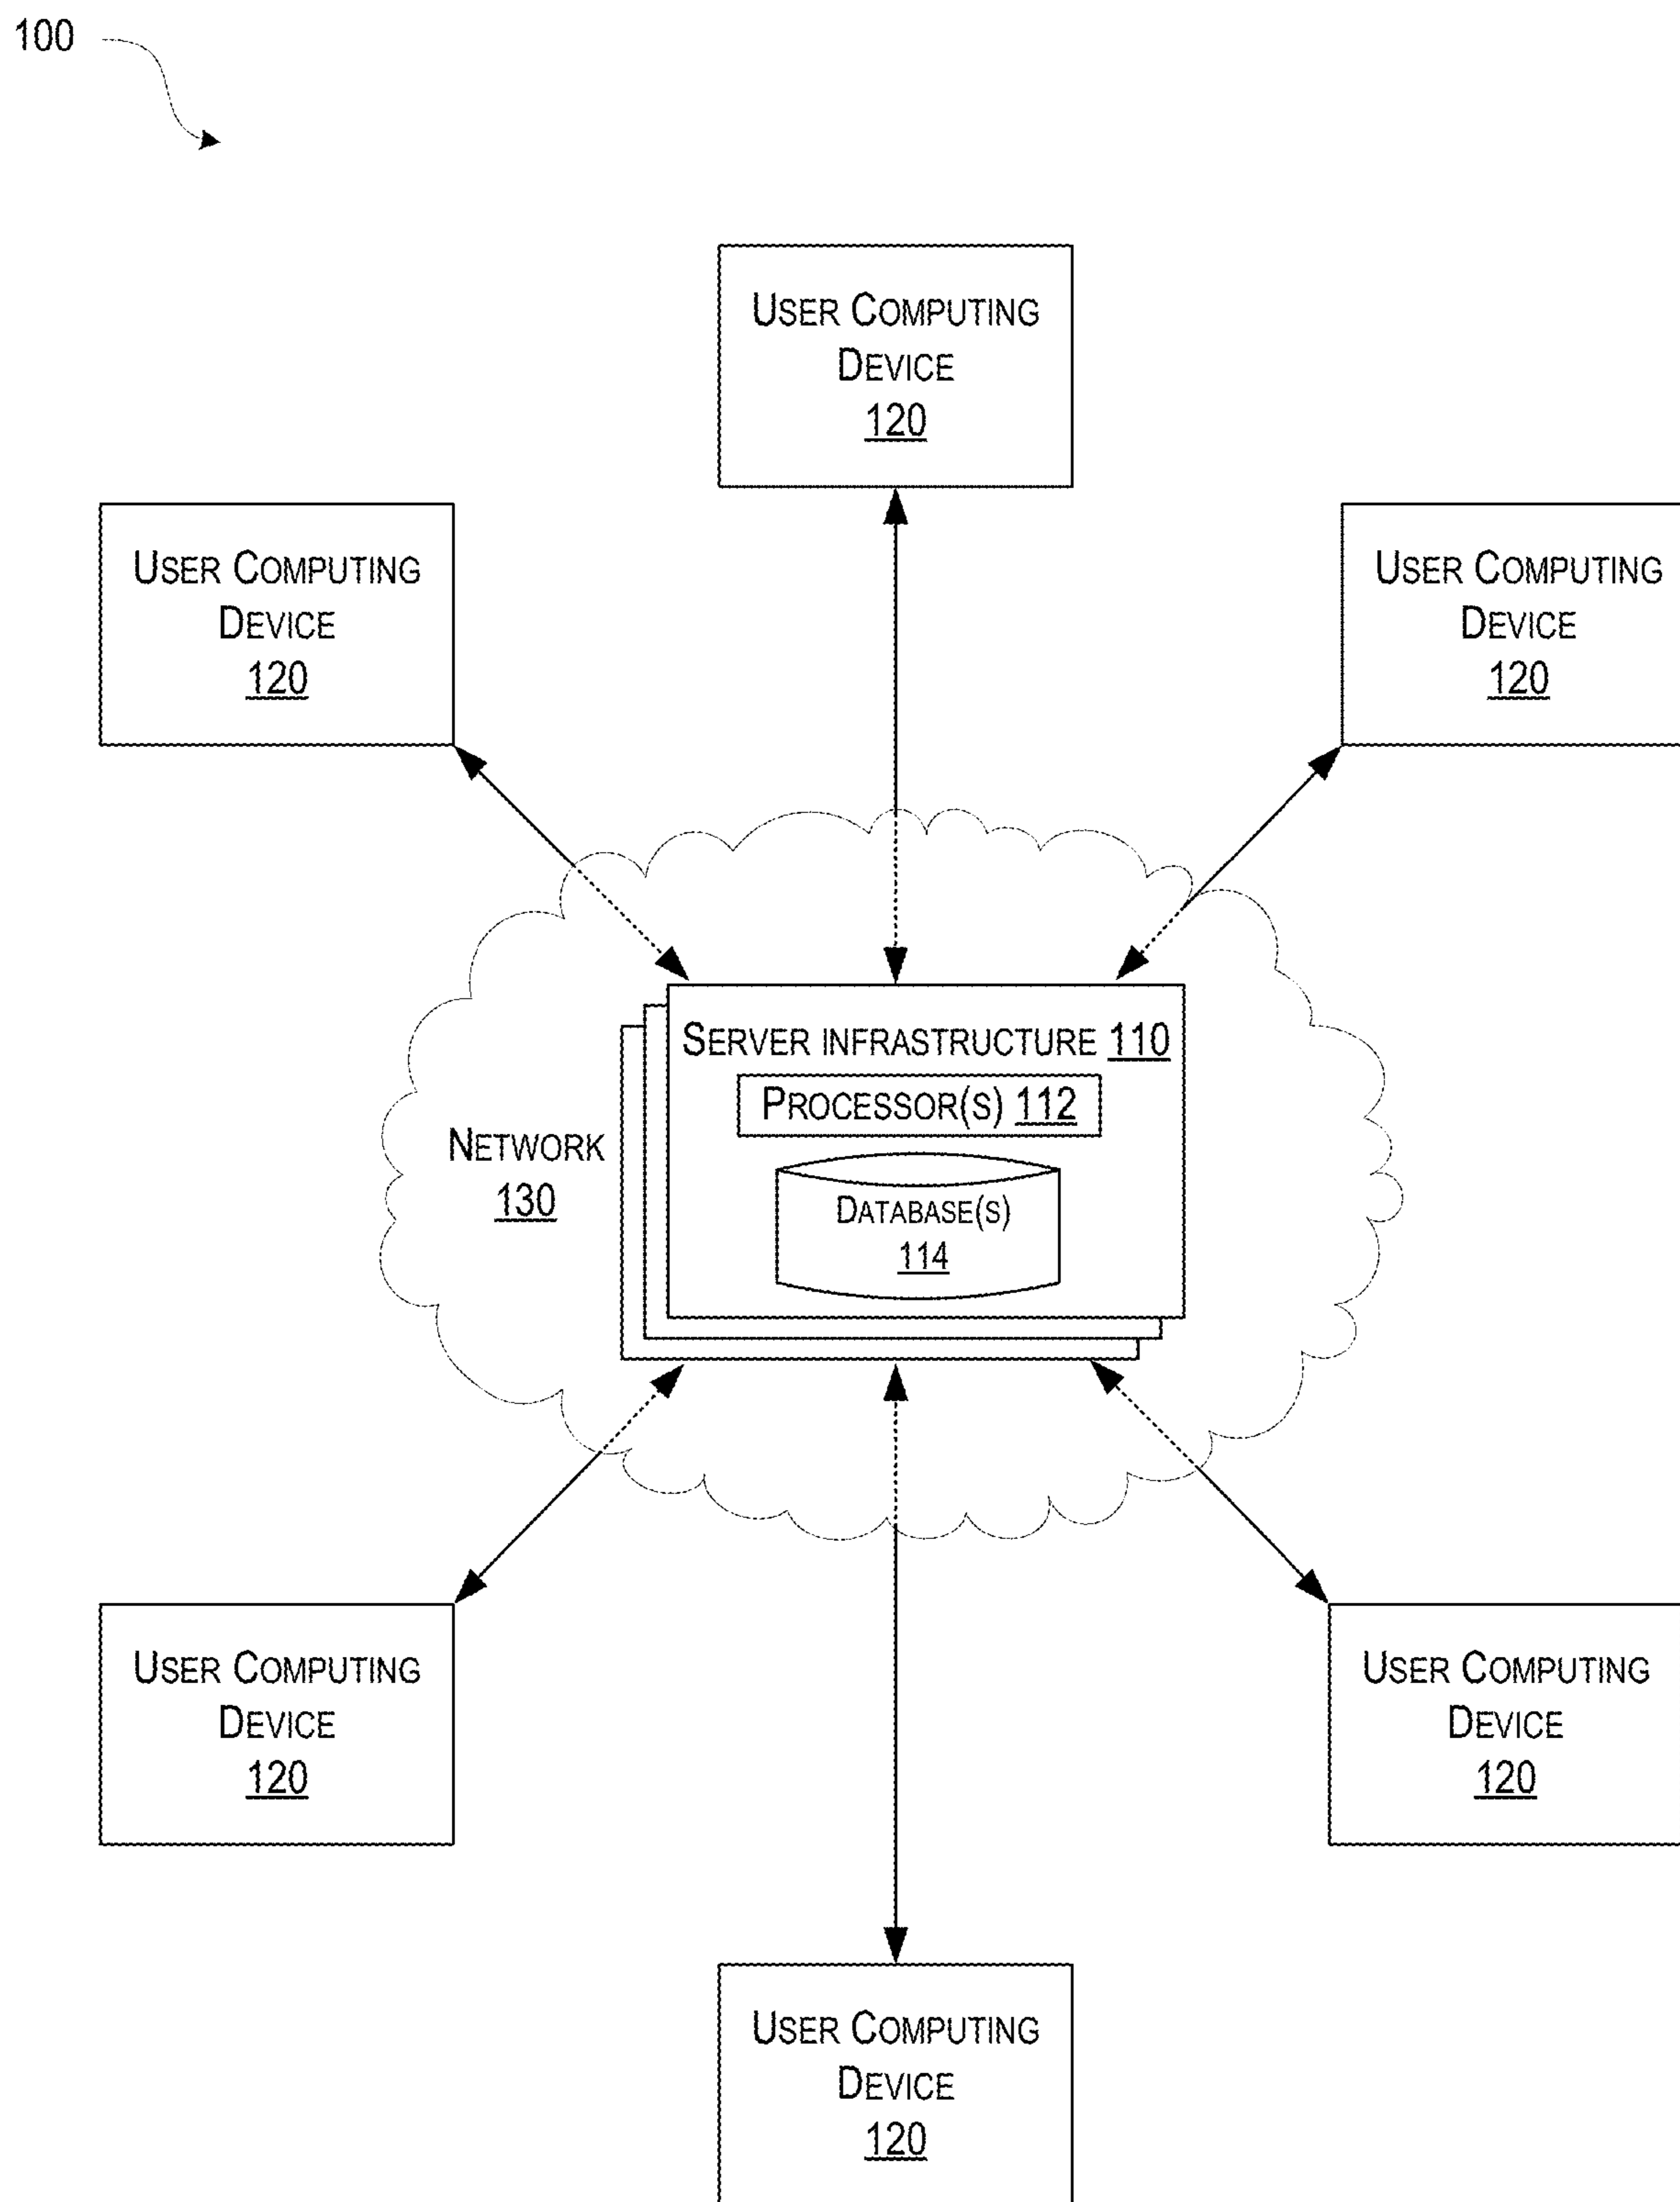 100
USER COMPUTING
DEVICE
120
USER COMPUTING
DEVICE
120
USER COMPUTING
DEVICE
120
SERVER INFRASTRUCTURE 110
PROCESSOR(S) 112
NETWORK
130
DATABASE(S)
114
USER COMPUTING
DEVICE
120
USER COMPUTING
DEVICE
120
USER COMPUTING
DEVICE
120